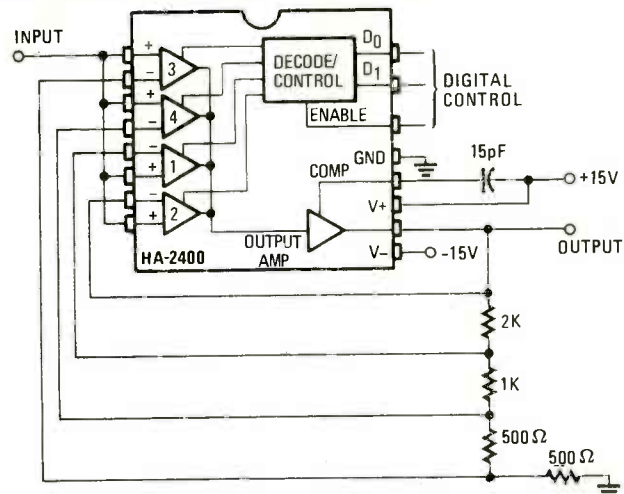 INPUT
+
−
3
+
−
4
−
+
1
−
+
2
HA-2400
DECODE/
CONTROL
D0
D1
ENABLE
DIGITAL
CONTROL
GND
COMP
15pF
+15V
V+
OUTPUT
AMP
OUTPUT
V−
-15V
2K
1K
500Ω
500Ω